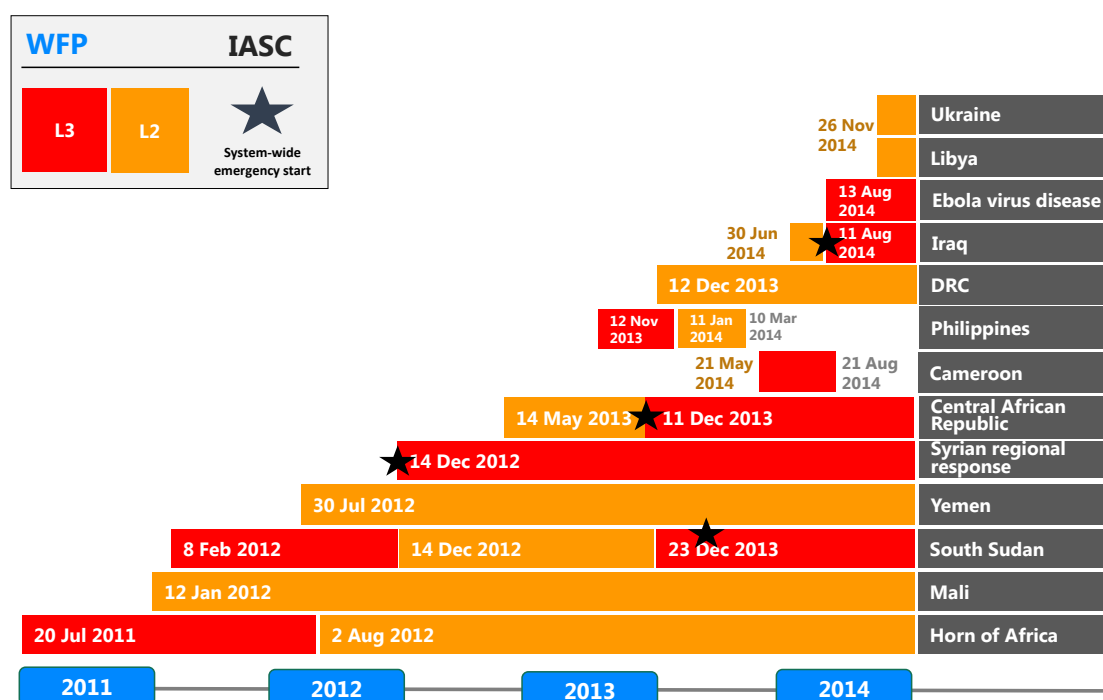 WFP IASC
L3 L2
System-wide
emergency start
Ukraine
26 Nov
2014
Libya
13 Aug
2014
Ebola virus disease
30 Jun
2014
11 Aug
2014
Iraq
12 Dec 2013
DRC
12 Nov
2013
11 Jan
2014
10 Mar
2014
Philippines
21 May
2014
21 Aug
2014
Cameroon
14 May 2013
11 Dec 2013
Central African
Republic
14 Dec 2012
Syrian regional
response
30 Jul 2012
Yemen
8 Feb 2012
14 Dec 2012
23 Dec 2013
South Sudan
12 Jan 2012
Mali
20 Jul 2011
2 Aug 2012
Horn of Africa
2011 2012 2013 2014